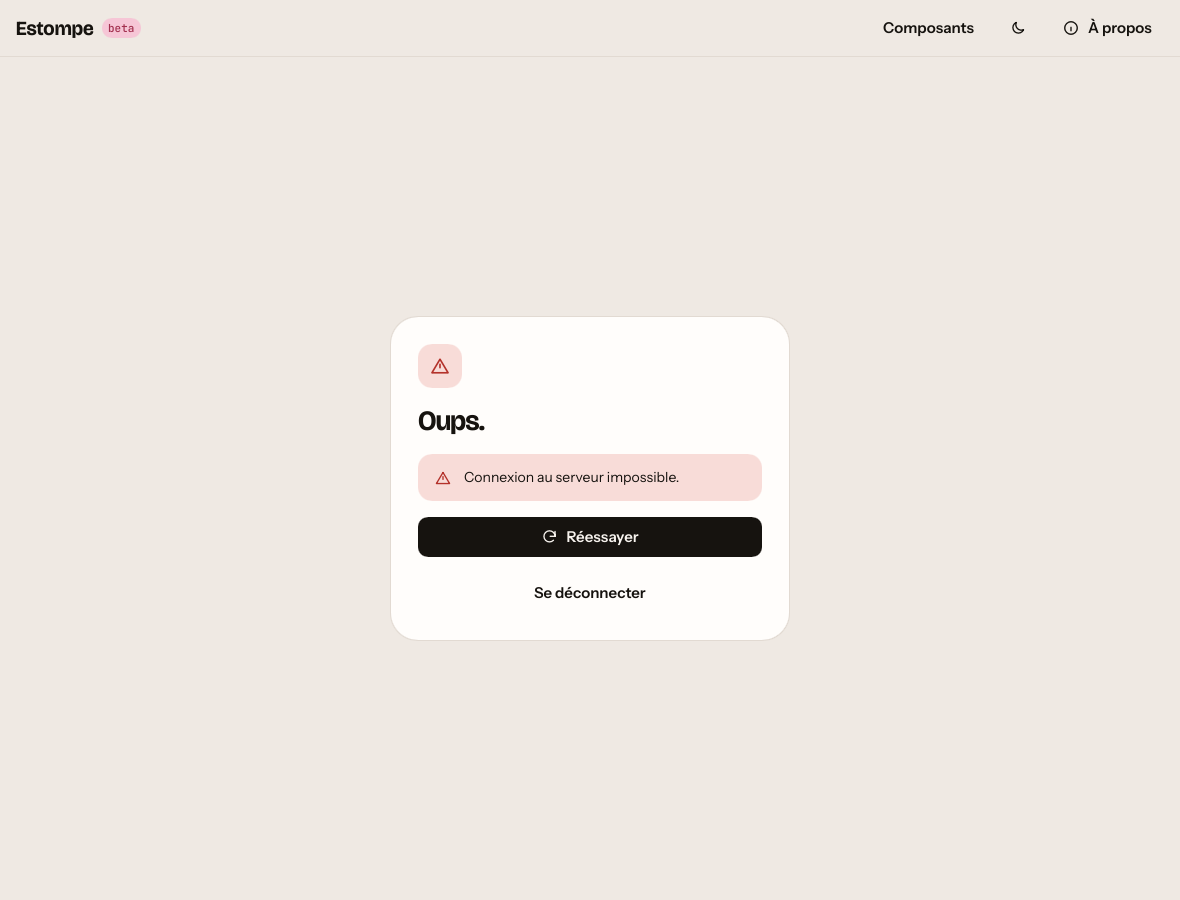 Estompe beta
Composants
À propos
Oups.
Connexion au serveur impossible.
Réessayer
Se déconnecter